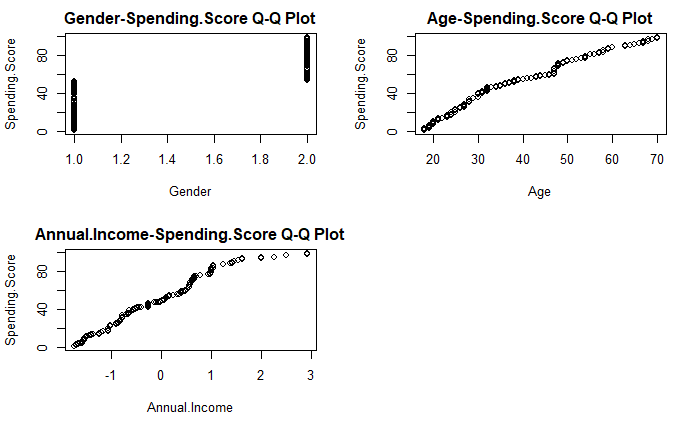 Gender-Spending.Score Q-Q Plot
Spending.Score
0 40 80
1.0 1.2 1.4 1.6 1.8 2.0
Gender
Age-Spending.Score Q-Q Plot
Spending.Score
0 40 80
20 30 40 50 60 70
Age
Annual.Income-Spending.Score Q-Q Plot
Spending.Score
0 40 80
-1 0 1 2 3
Annual.Income